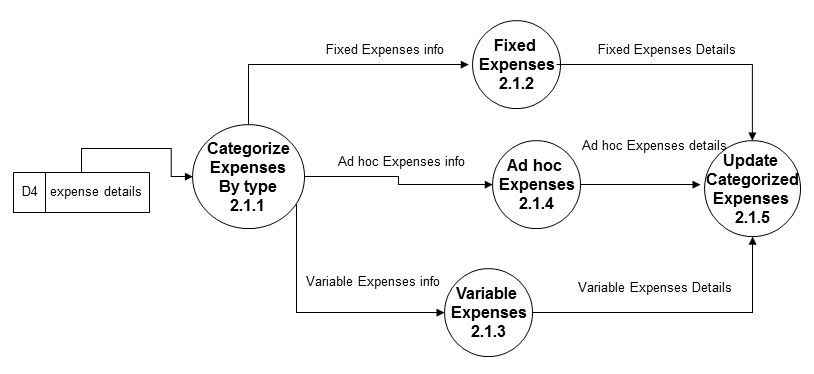 Fixed Expenses info
Fixed
Expenses
2.1.2
Fixed Expenses Details
D4
expense details
Categorize
Expenses
By type
2.1.1
Ad hoc Expenses info
Ad hoc
Expenses
2.1.4
Ad hoc Expenses details
Update
Categorized
Expenses
2.1.5
Variable Expenses info
Variable
Expenses
2.1.3
Variable Expenses Details